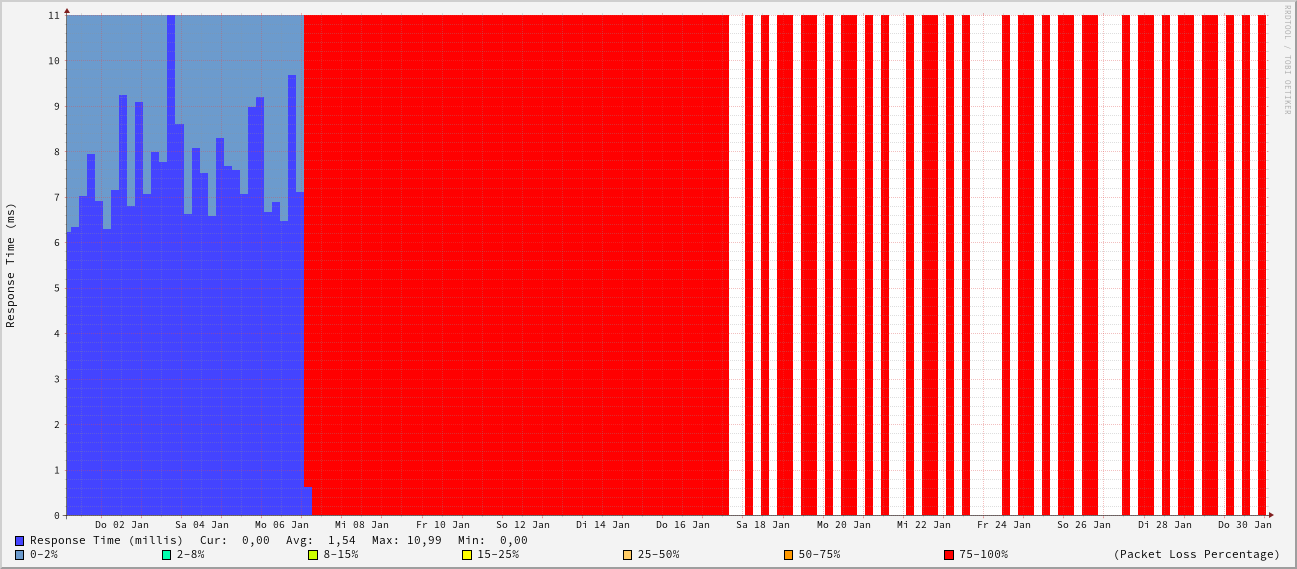 RRDTOOL / TOBI OETIKER
Response Time (ms)
11
10
9
8
7
6
5
4
3
2
1
0
Do 02 Jan Sa 04 Jan Mo 06 Jan Mi 08 Jan Fr 10 Jan So 12 Jan Di 14 Jan Do 16 Jan Sa 18 Jan Mo 20 Jan Mi 22 Jan Fr 24 Jan So 26 Jan Di 28 Jan Do 30 Jan
Response Time (millis) Cur: 0,00 Avg: 1,54 Max: 10,99 Min: 0,00
0-2% 2-8% 8-15% 15-25% 25-50% 50-75% 75-100% (Packet Loss Percentage)